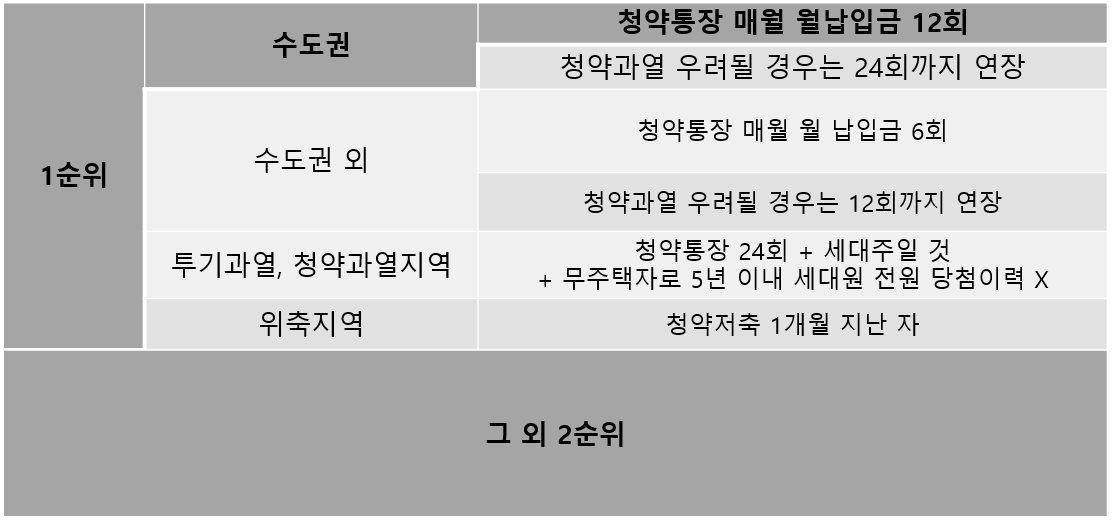 1순위
수도권
청약통장 매월 월납입금 12회
청약과열 우려될 경우는 24회까지 연장
수도권 외
청약통장 매월 월 납입금 6회
청약과열 우려될 경우는 12회까지 연장
투기과열, 청약과열지역
청약통장 24회 + 세대주일 것
+ 무주택자로 5년 이내 세대원 전원 당첨이력 X
위축지역
청약저축 1개월 지난 자
그 외 2순위